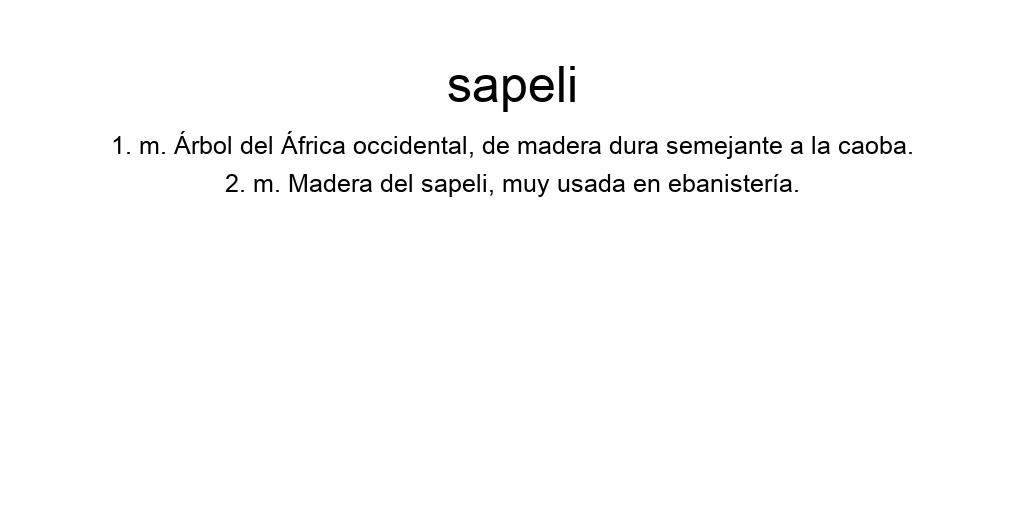 sapeli
1. m. Árbol del África occidental, de madera dura semejante a la caoba.
2. m. Madera del sapeli, muy usada en ebanistería.